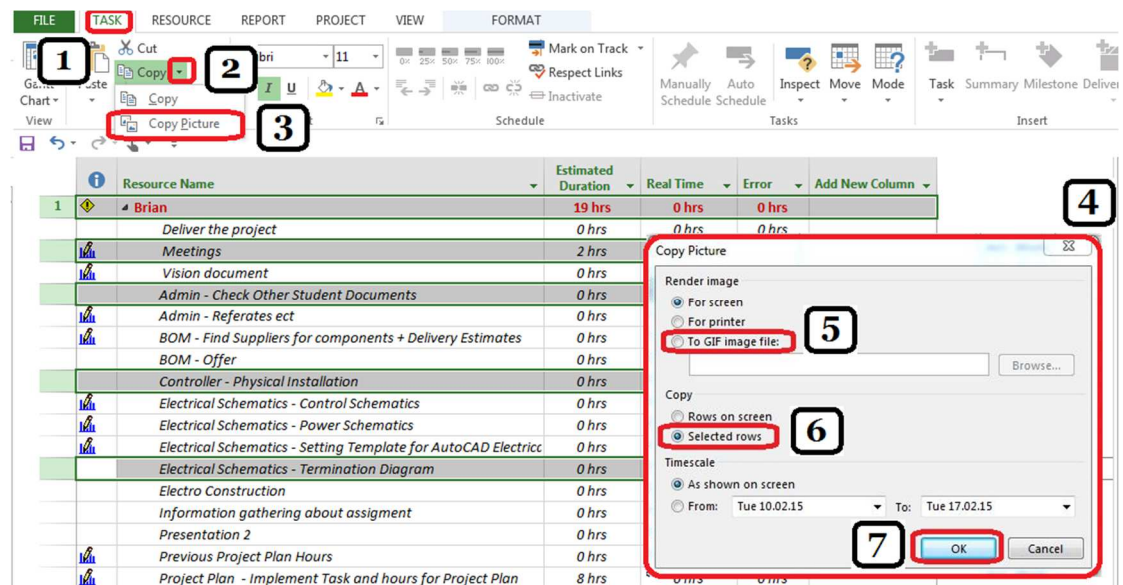 FILE TASK RESOURCE REPORT PROJECT VIEW FORMAT
1 Cut 2 11 Mark on Track
Copy 0× 25× 50× 75× 100× Respect Links
Copy I U A Inactivate Manually Schedule Auto Schedule Inspect Move Mode Task Summary Milestone
Chart
View Copy Picture 3 Schedule Tasks Insert
Resource Name Estimated Duration Real Time Error Add New Column
4
1 Brian 19 hrs 0 hrs 0 hrs
Deliver the project 0 hrs 0 hrs 0 hrs
Meetings 2 hrs
Vision document 0 hrs
Admin - Check Other Student Documents 0 hrs
Admin - Referates ect 0 hrs
BOM - Find Suppliers for components + Delivery Estimates 0 hrs
BOM - Offer 0 hrs
Controller - Physical Installation 0 hrs
Electrical Schematics - Control Schematics 0 hrs
Electrical Schematics - Power Schematics 0 hrs
Electrical Schematics - Setting Template for AutoCAD 0 hrs
Electrical Schematics - Termination Diagram 0 hrs
Electro Construction 0 hrs
Information gathering about assigment 0 hrs
Presentation 2 0 hrs
Previous Project Plan Hours 0 hrs
Project Plan - Implement Task and hours for Project Plan 8 hrs 0 hrs 0 hrs
Copy Picture
Render image
For screen
For printer
To GIF image file: 5
Browse...
Copy
Rows on screen
Selected rows 6
Timescale
As shown on screen
From: Tue 10.02.15 To: Tue 17.02.15
7 OK Cancel